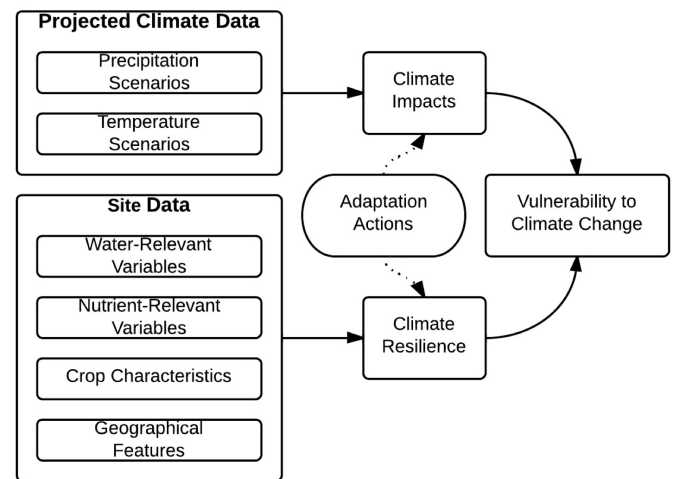 Projected Climate Data
Precipitation
Scenarios
Temperature
Scenarios
Climate
Impacts
Adaptation
Actions
Vulnerability to
Climate Change
Site Data
Water-Relevant
Variables
Nutrient-Relevant
Variables
Crop Characteristics
Geographical
Features
Climate
Resilience